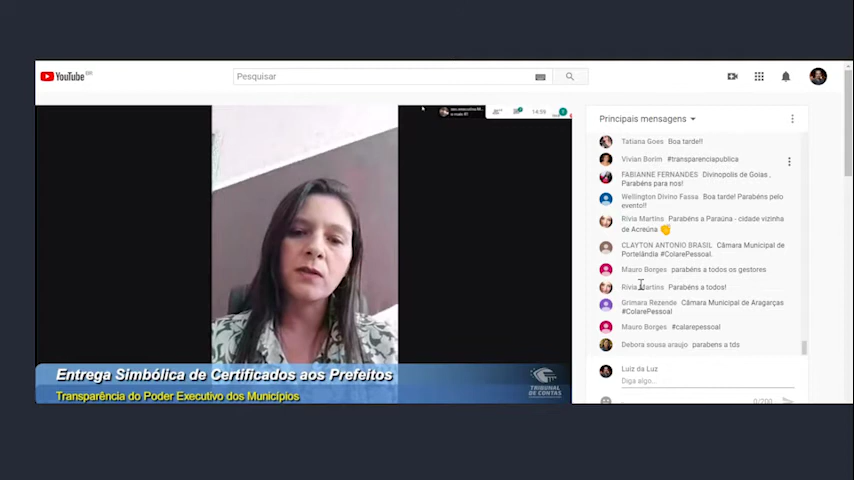 YouTube BR
Pesquisar
14:59
Principais mensagens
Tatiana Goes Boa tarde!!
Vivian Borim #transparenciapublica
FABIANNE FERNANDES Divinopolis de Goias ,
Parabéns para nos!
Wellington Divino Fassa Boa tarde! Parabéns pelo
evento!!
Rívia Martins Parabéns a Paraúna - cidade vizinha
de Acreúna 👏
CLAYTON ANTONIO BRASIL Câmara Municipal de
Portelândia #ColarePessoal.
Mauro Borges parabéns a todos os gestores
Rívia Martins Parabéns a todos!
Grimara Rezende Câmara Municipal de Aragarças
#ColarePessoal
Mauro Borges #calarepessoal
Debora sousa araujo parabens a tds
Luiz da Luz
Diga algo...
0/200
Entrega Simbólica de Certificados aos Prefeitos
Transparência do Poder Executivo dos Municípios
TRIBUNAL
DE CONTAS